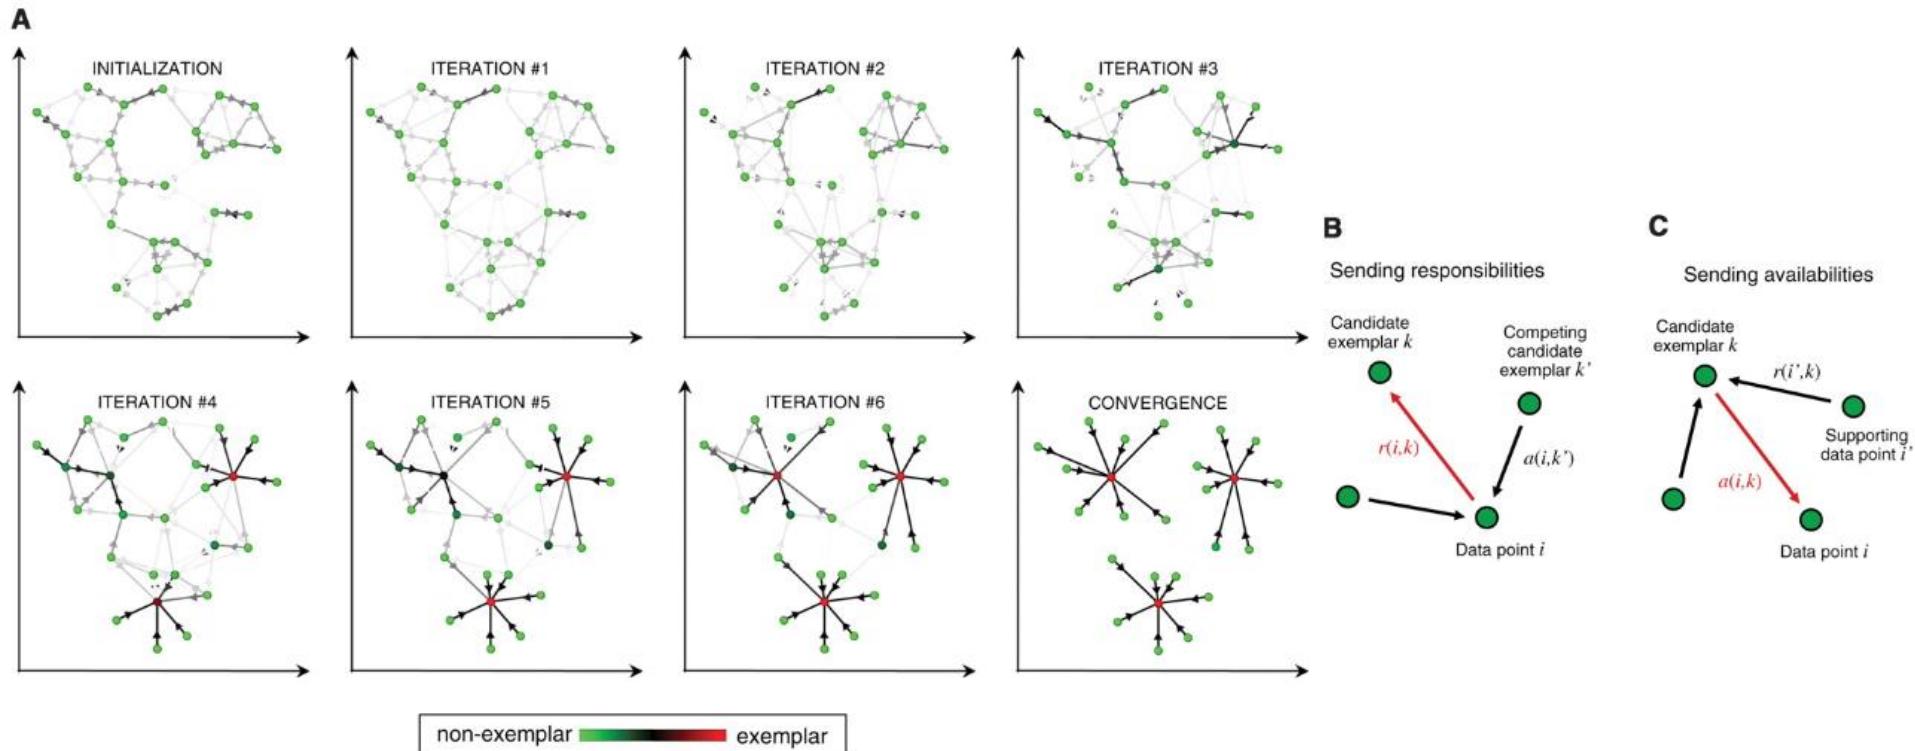 A
INITIALIZATION
ITERATION #1
ITERATION #2
ITERATION #3
ITERATION #4
ITERATION #5
ITERATION #6
CONVERGENCE
non-exemplar
exemplar
B
Sending responsibilities
Candidate
exemplar k
Competing
candidate
exemplar k'
r(i,k)
a(i,k')
Data point i
C
Sending availabilities
Candidate
exemplar k
r(i',k)
Supporting
data point i'
a(i,k)
Data point i